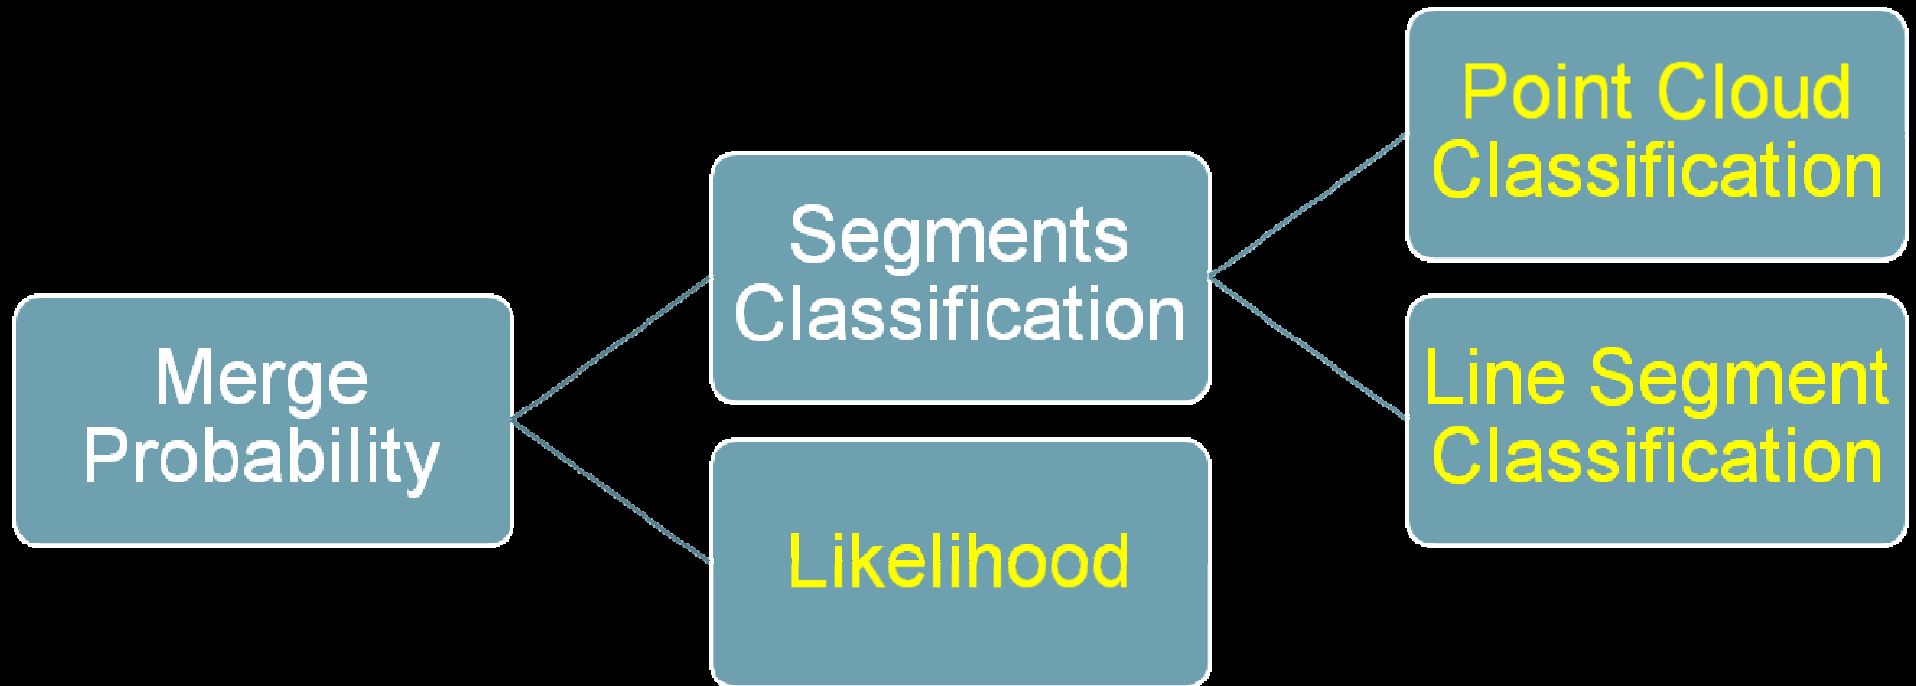 Merge
Probability
Segments
Classification
Likelihood
Point Cloud
Classification
Line Segment
Classification